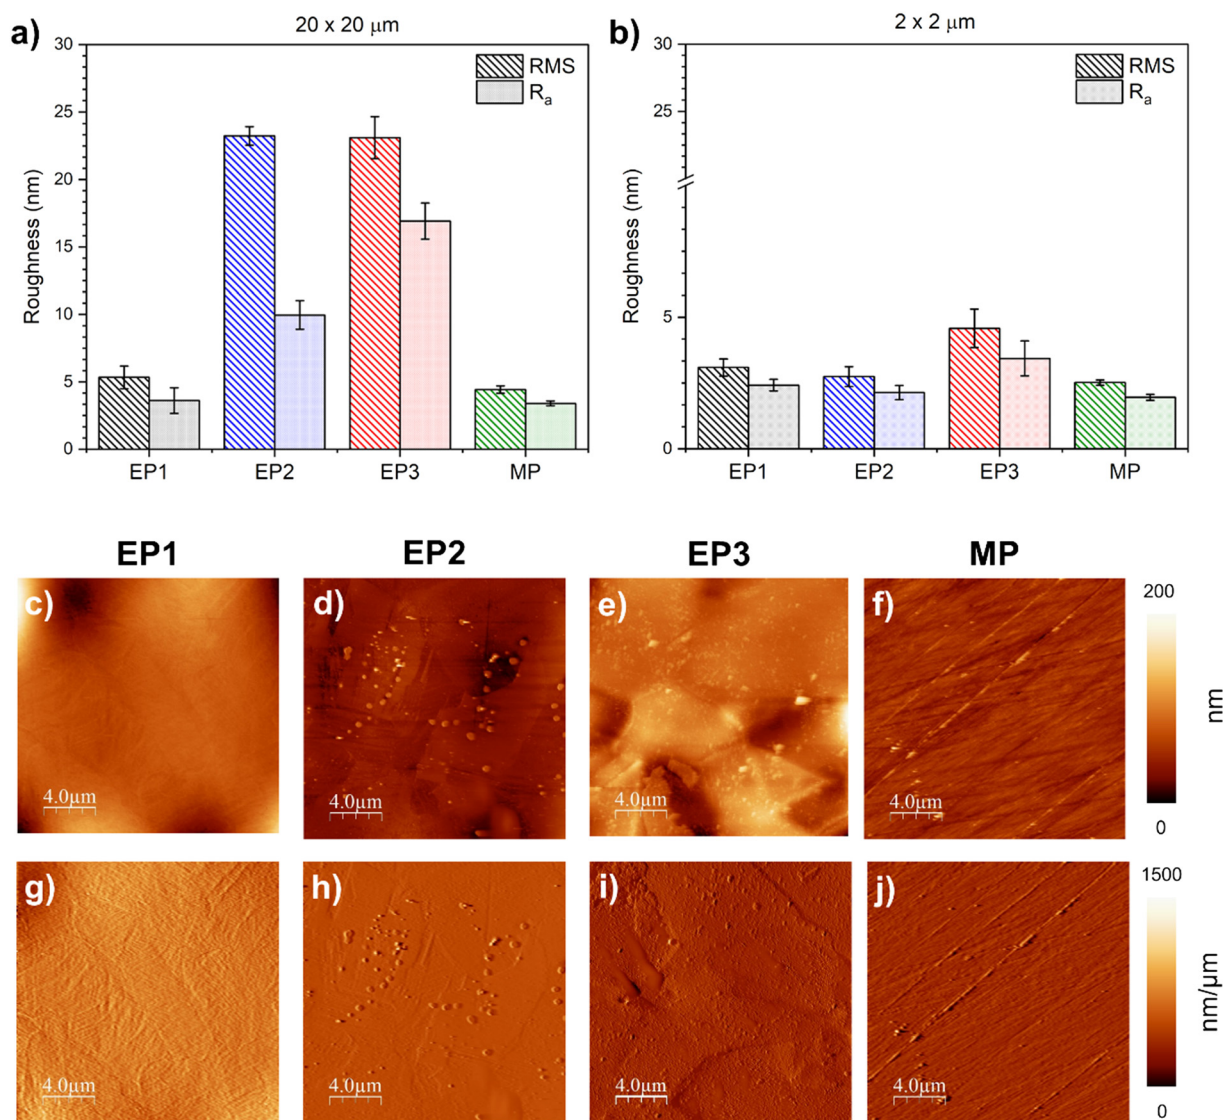 a)
20 x 20 μm
30
25
20
15
10
5
0
Roughness (nm)
RMS
Ra
EP1
EP2
EP3
MP
b)
2 x 2 μm
30
25
5
0
Roughness (nm)
RMS
Ra
EP1
EP2
EP3
MP
EP1
EP2
EP3
MP
c)
4.0μm
d)
4.0μm
e)
4.0μm
f)
4.0μm
200
0
nm
g)
4.0μm
h)
4.0μm
i)
4.0μm
j)
4.0μm
1500
0
nm/μm